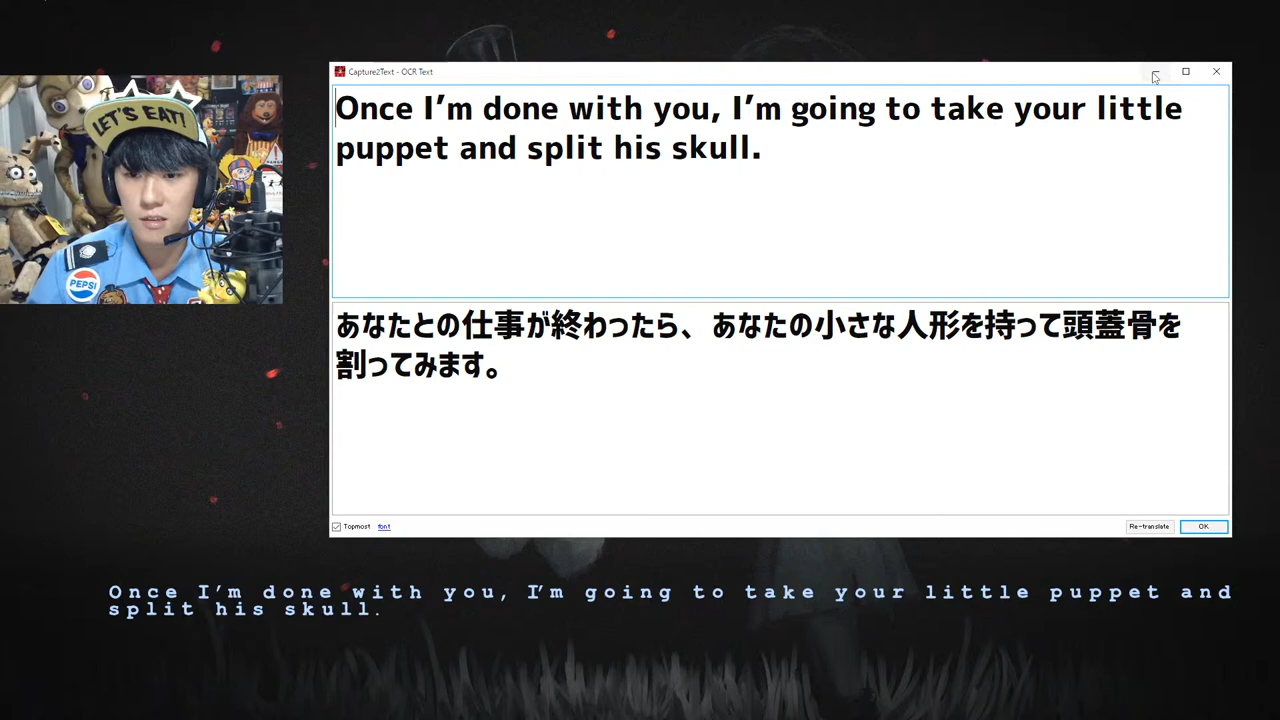 LET'S EAT!
PEPSI
Capture2Text - OCR Text
Once I'm done with you, I'm going to take your little
puppet and split his skull.
あなたとの仕事が終わったら、あなたの小さな人形を持って頭蓋骨を
割ってみます。
Topmost font
Re-translate OK
Once I'm done with you, I'm going to take your little puppet and
split his skull.